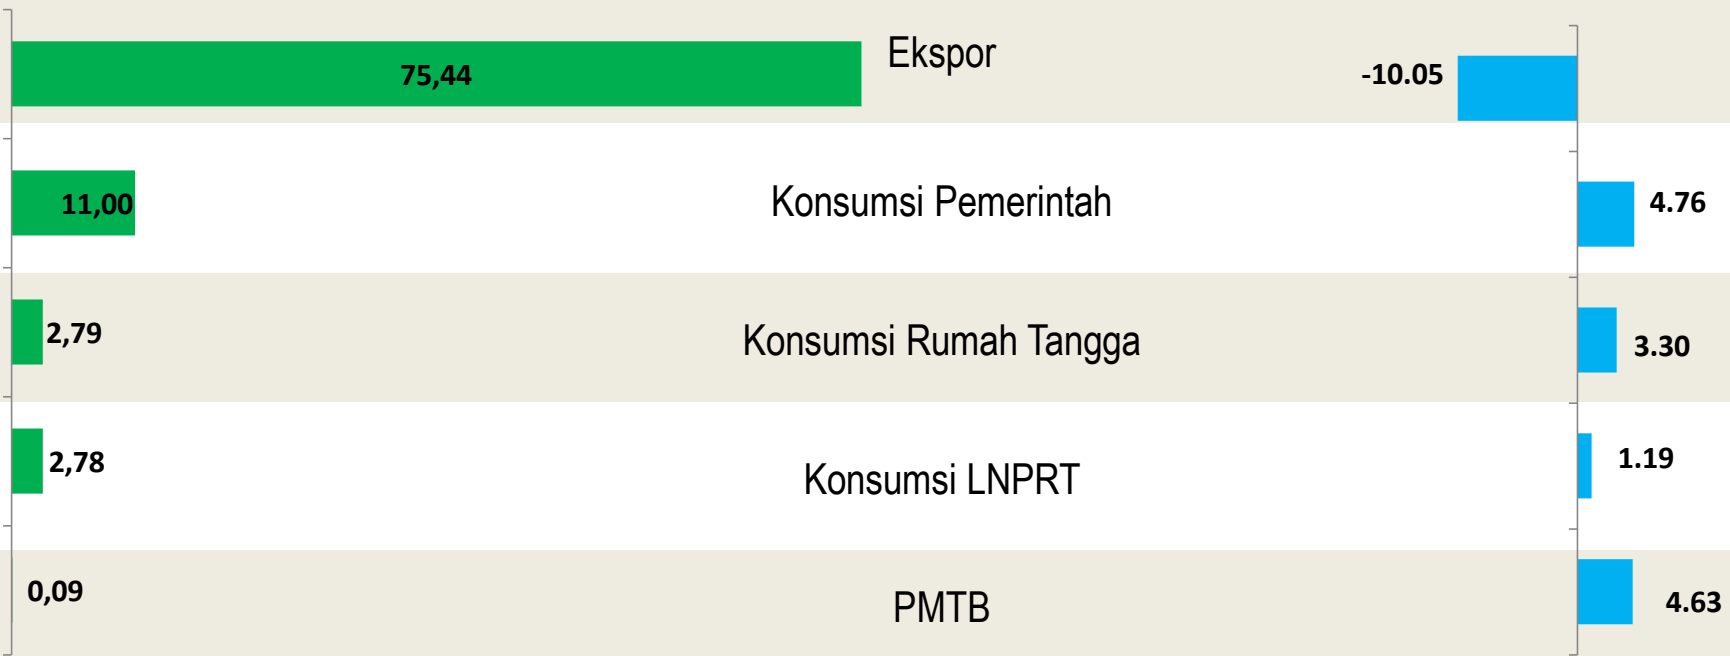 75,44
Ekspor
-10.05
11,00
Konsumsi Pemerintah
4.76
2,79
Konsumsi Rumah Tangga
3.30
2,78
Konsumsi LNPRT
1.19
0,09
PMTB
4.63